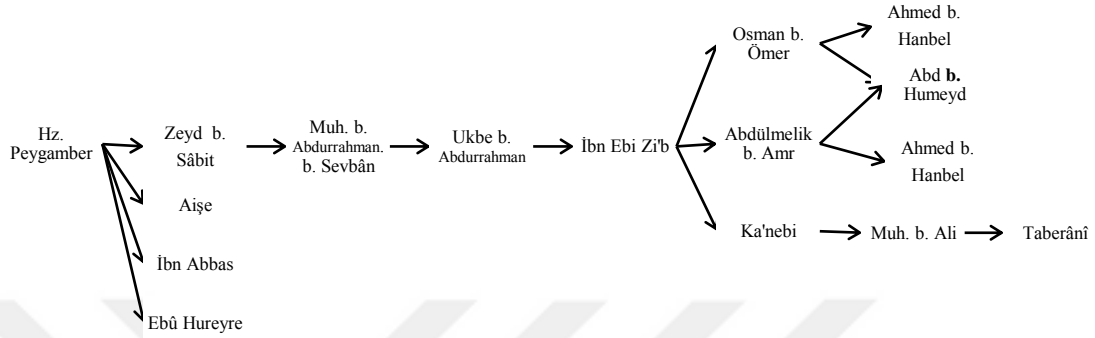 Hz.
Peygamber
Zeyd b.
Sâbit
Aişe
İbn Abbas
Ebû Hureyre
Muh. b.
Abdurrahman.
b. Sevbân
Ukbe b.
Abdurrahman
İbn Ebi Zi'b
Osman b.
Ömer
Abdülmelik
b. Amr
Ka'nebi
Ahmed b.
Hanbel
Abd b.
Humeyd
Ahmed b.
Hanbel
Muh. b. Ali
Taberânî